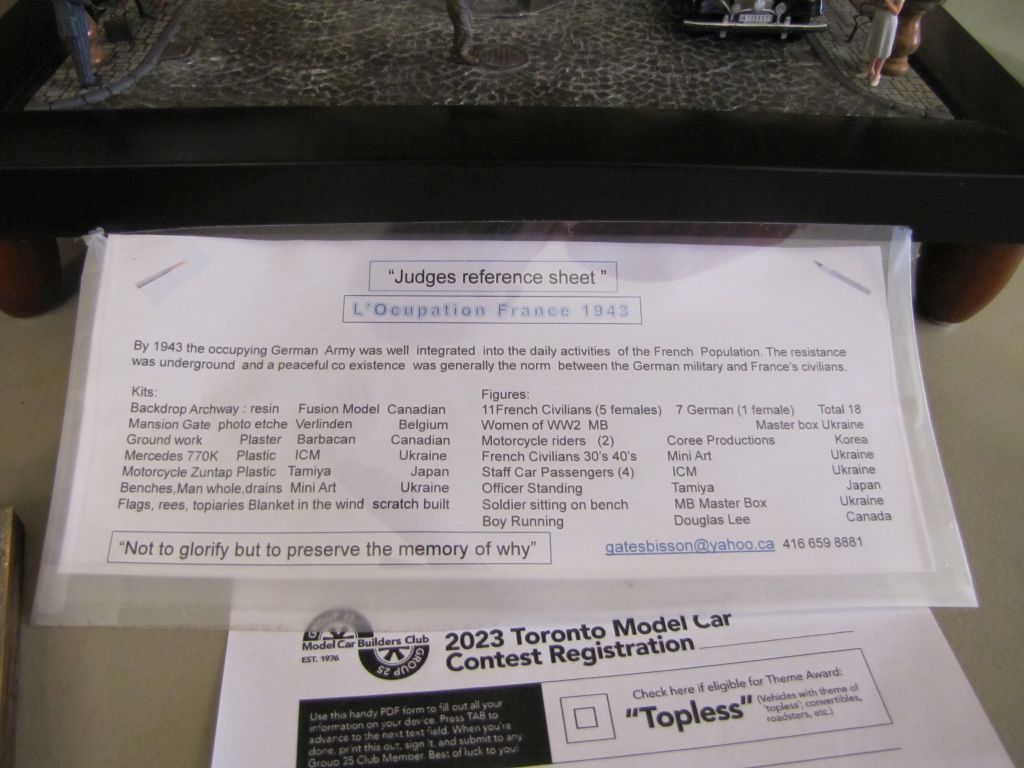 "Judges reference sheet "
L'Ocupation France 1943
By 1943 the occupying German Army was well integrated into the daily activities of the French Population. The resistance
was underground and a peaceful co existence was generally the norm between the German military and France's civilians.
Kits:
Backdrop Archway : resin Fusion Model Canadian
Mansion Gate photo etche Verlinden Belgium
Ground work Plaster Barbacan Canadian
Mercedes 770K Plastic ICM Ukraine
Motorcycle Zuntap Plastic Tamiya Japan
Benches,Man whole,drains Mini Art Ukraine
Flags, rees, topiaries Blanket in the wind scratch built
"Not to glorify but to preserve the memory of why"
Figures:
11French Civilians (5 females) 7 German (1 female) Total 18
Women of WW2 MB Master box Ukraine
Motorcycle riders (2) Coree Productions Korea
French Civilians 30's 40's Mini Art Ukraine
Staff Car Passengers (4) ICM Ukraine
Officer Standing Tamiya Japan
Soldier sitting on bench MB Master Box Ukraine
Boy Running Douglas Lee Canada
gatesbisson@yahoo.ca 416 659 8881
Model Car Builders Club
EST. 1976
GROUP 25
2023 Toronto Model Car
Contest Registration
Use this handy PDF form to fill out all your
information on your device. Press TAB to
advance to the next text field. When you're
done, print this out, sign it, and submit to any
Group 25 Club Member. Best of luck to you!
Check here if eligible for Theme Award:
"Topless"
(Vehicles with theme of
'topless'; convertibles,
roadsters, etc.)